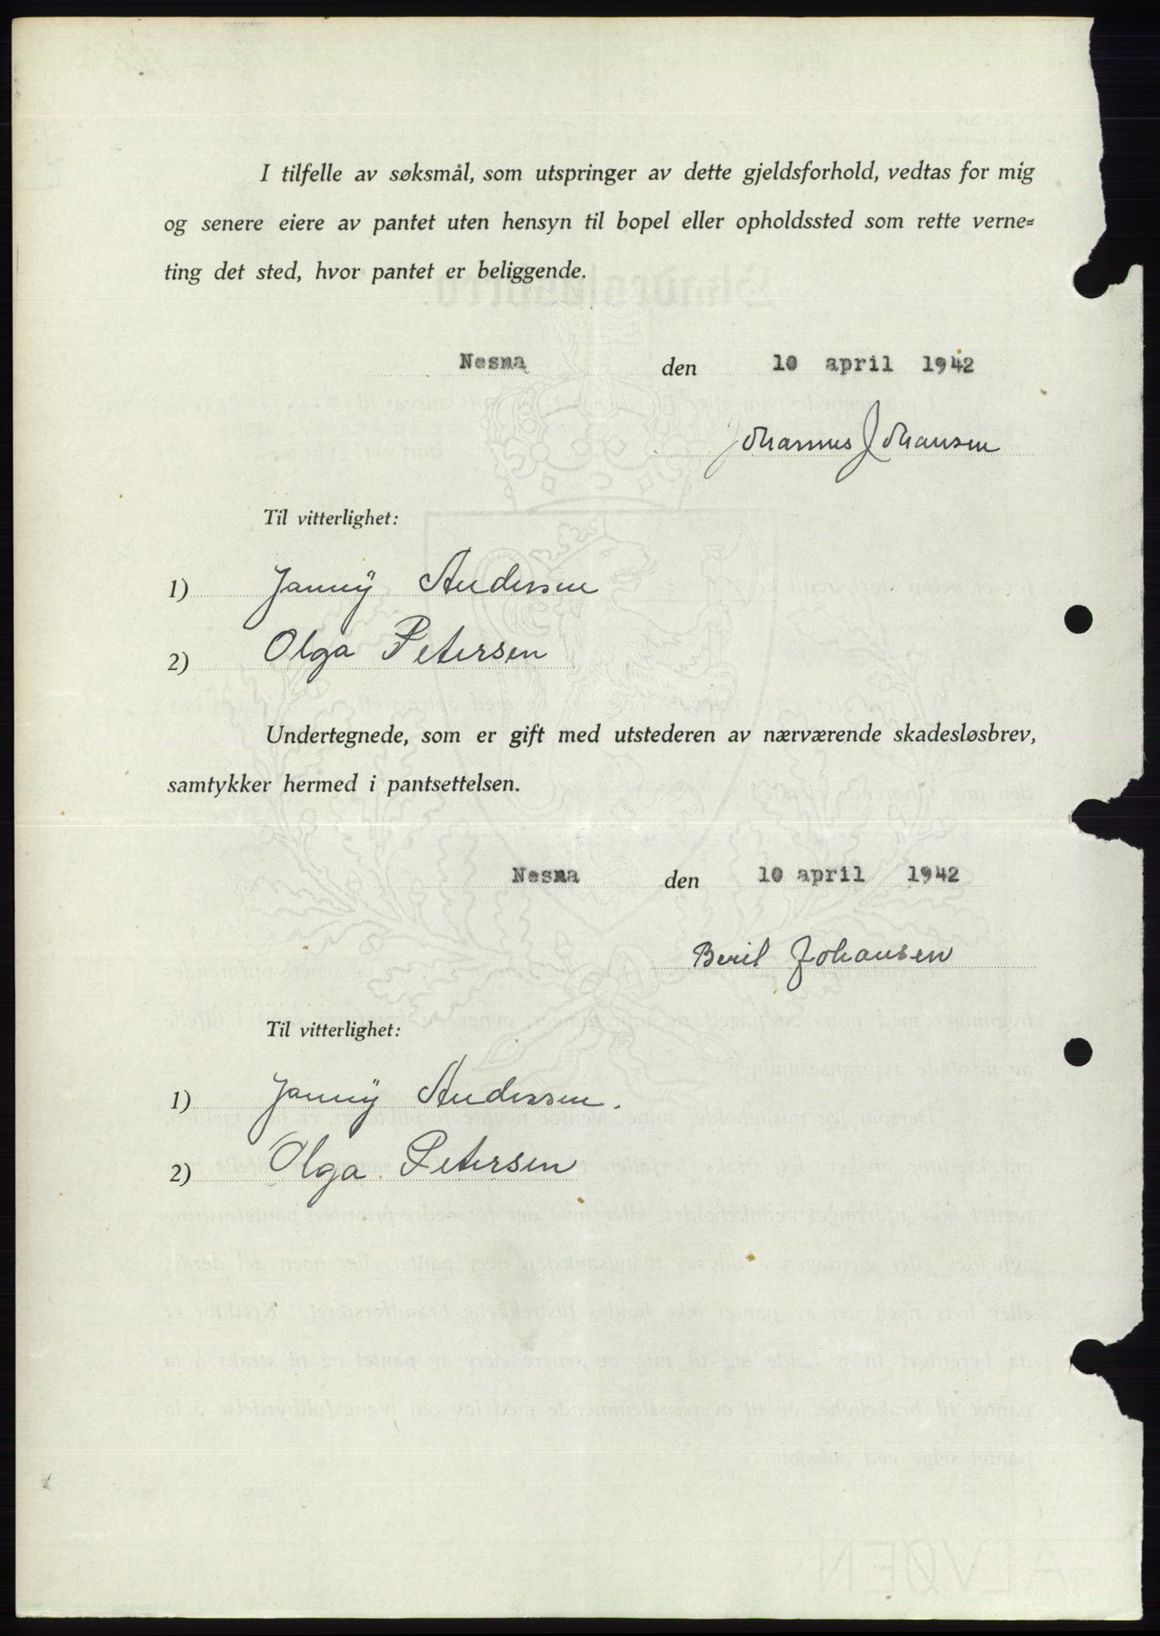 I tilfelle av søksmål, som utspringer av dette gjeldsforhold, vedtas for mig
og senere eiere av pantet uten hensyn til bopel eller opholdssted som rette verne=
ting det sted, hvor pantet er beliggende.
Nesna den 10 april 1942
Johannes Johansen
Til vitterlighet:
1) Janny Andersen
2) Olga Petersen
Undertegnede, som er gift med utstederen av nærværende skadesløsbrev,
samtykker hermed i pantsettelsen.
Nesna den 10 april 1942
Beril Johansen
Til vitterlighet:
1) Janny Andersen.
2) Olga Petersen
ALVØEN